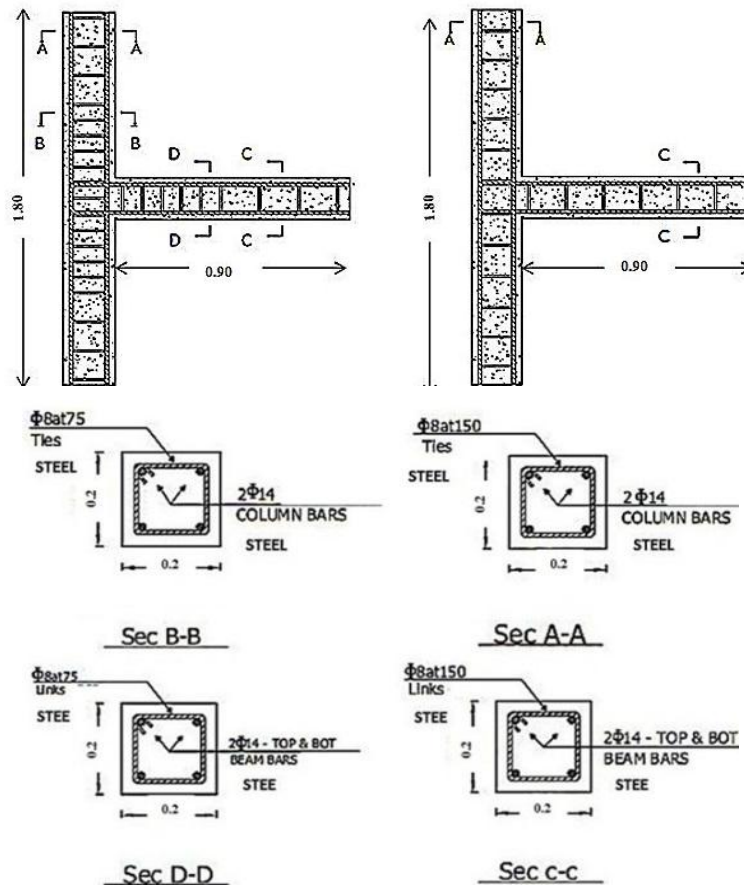 A A
B B
D C
D C
1.80
0.90
A A
C
C
1.80
0.90
Φ8at75
Ties
STEEL
0.2
2Φ14
COLUMN BARS
STEEL
0.2
Sec B-B
Φ8at150
Ties
STEEL
0.2
2Φ14
COLUMN BARS
STEEL
0.2
Sec A-A
Φ8at75
Links
STEE
0.2
2Φ14 - TOP & BOT
BEAM BARS
STEE
0.2
Sec D-D
Φ8at150
Links
STEE
0.2
2Φ14 - TOP & BOT
BEAM BARS
STEE
0.2
Sec c-c